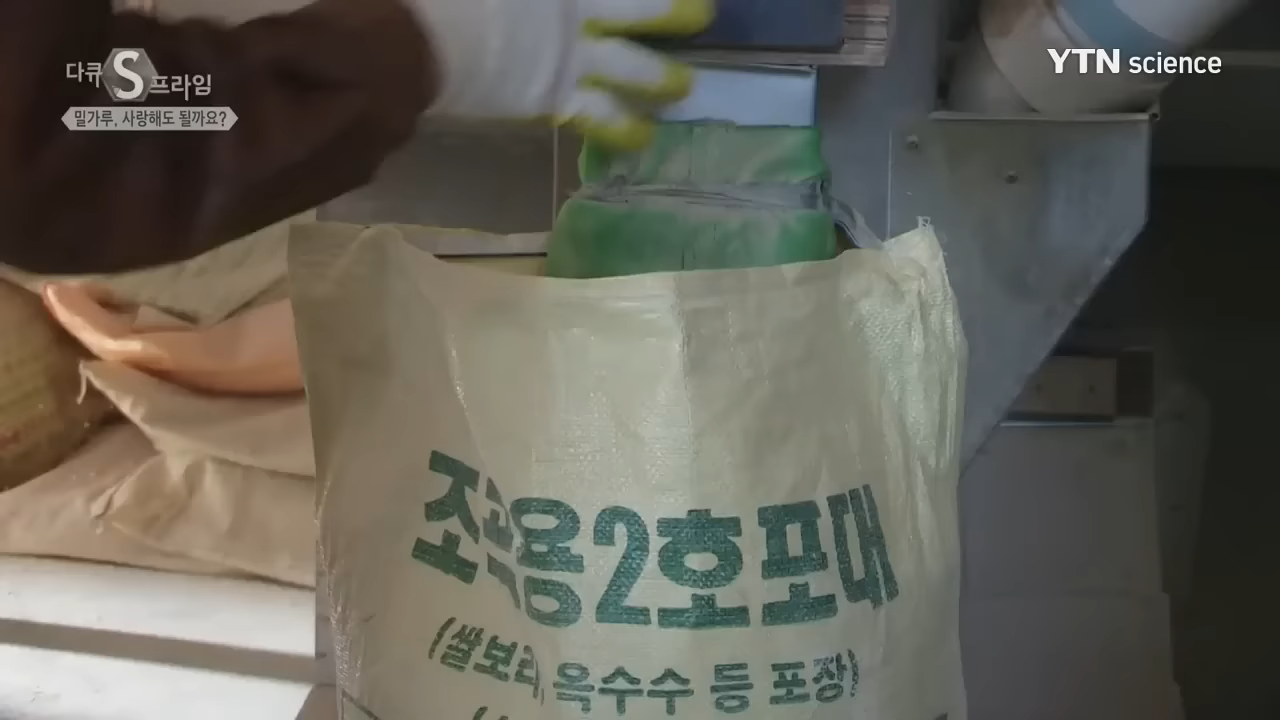 다큐 S 프라임
밀가루, 사랑해도 될까요?
YTN science
조곡용2호포대
(쌀보리, 옥수수 등 포장)